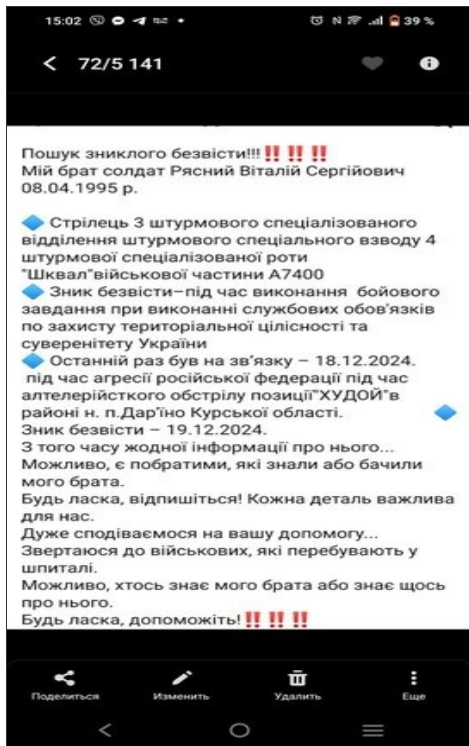 15:02
39 %
72/5 141
Пошук зниклого безвісти!!!‼️‼️‼️
Мій брат солдат Рясний Віталій Сергійович
08.04.1995 р.
🔷 Стрілець 3 штурмового спеціалізованого
відділення штурмового спеціального взводу 4
штурмової спеціалізованої роти
"Шквал"військової частини А7400
🔷 Зник безвісти–під час виконання бойового
завдання при виконанні службових обов'язків
по захисту територіальної цілісності та
суверенітету України
🔷 Останній раз був на зв'язку – 18.12.2024.
під час агресії російської федерації під час
алтелерійсткого обстрілу позиції"ХУДОЙ"в
районі н. п.Дар'їно Курської області. 🔷
Зник безвісти – 19.12.2024.
З того часу жодної інформації про нього...
Можливо, є побратими, які знали або бачили
мого брата.
Будь ласка, відпишіться! Кожна деталь важлива
для нас.
Дуже сподіваємося на вашу допомогу...
Звертаюся до військових, які перебувають у
шпиталі.
Можливо, хтось знає мого брата або знає щось
про нього.
Будь ласка, допоможіть!‼️‼️‼️
Поделиться Изменить Удалить Еще